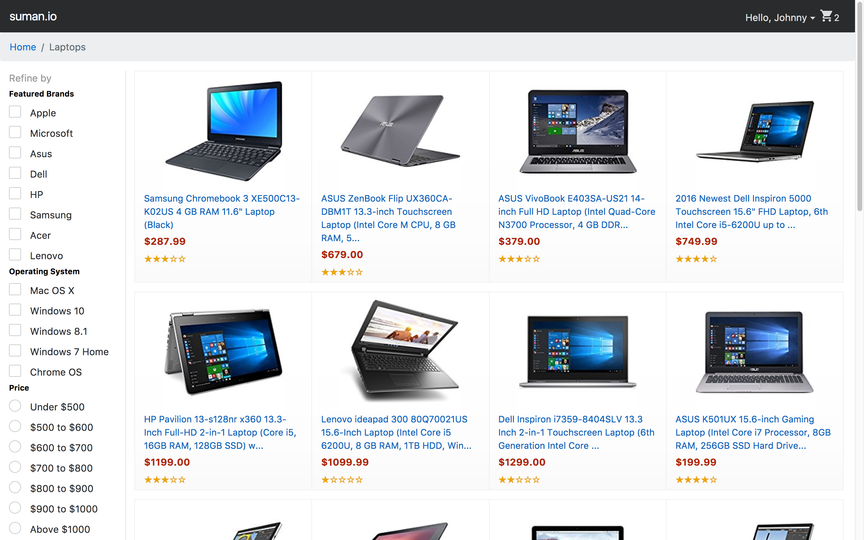 suman.io
Hello, Johnny
2
Home / Laptops
Refine by
Featured Brands
Apple
Microsoft
Asus
Dell
HP
Samsung
Acer
Lenovo
Operating System
Mac OS X
Windows 10
Windows 8.1
Windows 7 Home
Chrome OS
Price
Under $500
$500 to $600
$600 to $700
$700 to $800
$800 to $900
$900 to $1000
Above $1000
Samsung Chromebook 3 XE500C13-
K02US 4 GB RAM 11.6" Laptop
(Black)
$287.99
ASUS ZenBook Flip UX360CA-
DBM1T 13.3-inch Touchscreen
Laptop (Intel Core M CPU, 8 GB
RAM, 5...
$679.00
ASUS VivoBook E403SA-US21 14-
inch Full HD Laptop (Intel Quad-Core
N3700 Processor, 4 GB DDR...
$379.00
2016 Newest Dell Inspiron 5000
Touchscreen 15.6" FHD Laptop, 6th
Intel Core i5-6200U up to ...
$749.99
HP Pavilion 13-s128nr x360 13.3-
Inch Full-HD 2-in-1 Laptop (Core i5,
16GB RAM, 128GB SSD) w...
$1199.00
Lenovo ideapad 300 80Q70021US
15.6-Inch Laptop (Intel Core i5
6200U, 8 GB RAM, 1TB HDD, Win...
$1099.99
Dell Inspiron i7359-8404SLV 13.3
Inch 2-in-1 Touchscreen Laptop (6th
Generation Intel Core ...
$1299.00
ASUS K501UX 15.6-inch Gaming
Laptop (Intel Core i7 Processor, 8GB
RAM, 256GB SSD Hard Drive...
$199.99